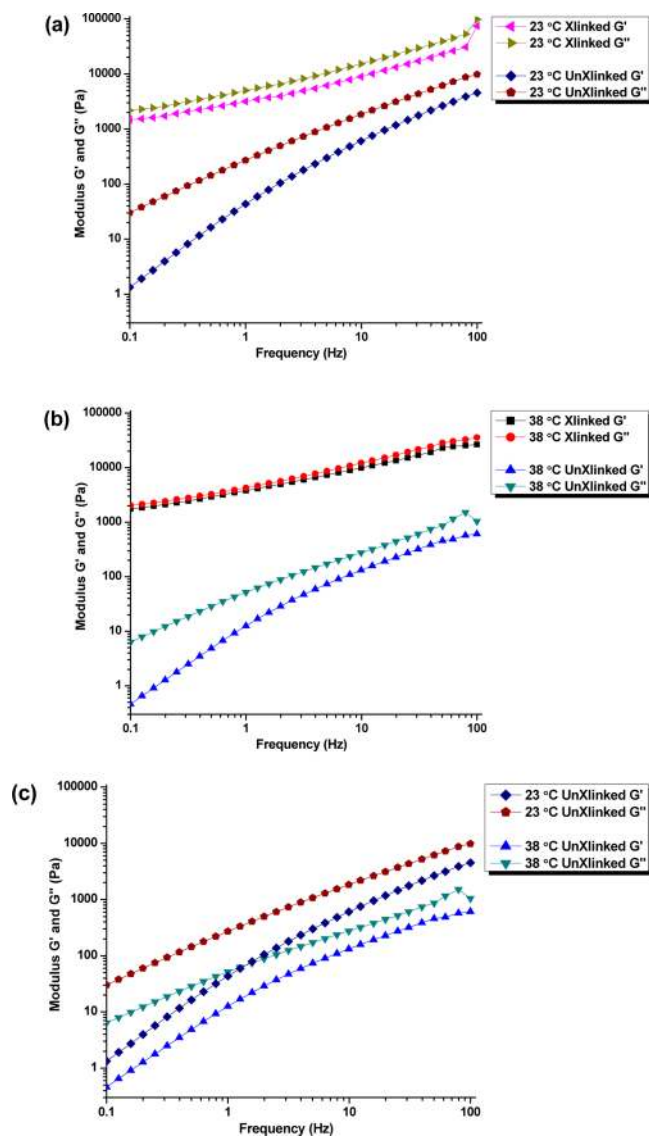 (a)
100000
10000
1000
100
10
1
Modulus G' and G" (Pa)
0.1
1
10
100
Frequency (Hz)
23 °C Xlinked G'
23 °C Xlinked G"
23 °C UnXlinked G'
23 °C UnXlinked G"
(b)
100000
10000
1000
100
10
1
Modulus G' and G" (Pa)
0.1
1
10
100
Frequency (Hz)
38 °C Xlinked G'
38 °C Xlinked G"
38 °C UnXlinked G'
38 °C UnXlinked G"
(c)
100000
10000
1000
100
10
1
Modulus G' and G" (Pa)
0.1
1
10
100
Frequency (Hz)
23 °C UnXlinked G'
23 °C UnXlinked G"
38 °C UnXlinked G'
38 °C UnXlinked G"